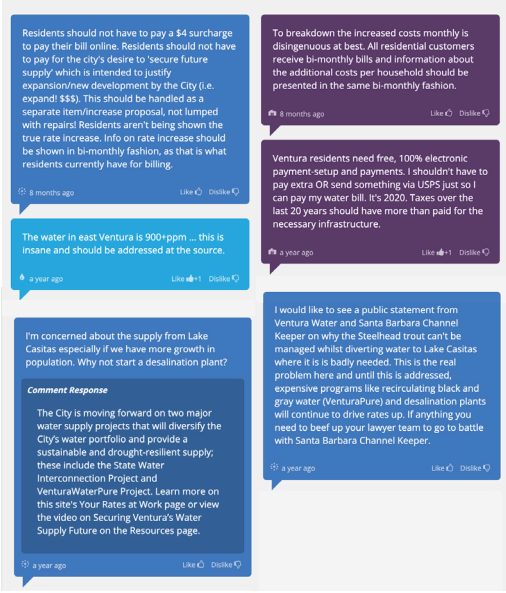 Residents should not have to pay a $4 surcharge
to pay their bill online. Residents should not have
to pay for the city's desire to 'secure future
supply' which is intended to justify
expansion/new development by the City (i.e.
expand! $$$). This should be handled as a
separate item/increase proposal, not lumped
with repairs! Residents aren't being shown the
true rate increase. Info on rate increase should
be shown in bi-monthly fashion, as that is what
residents currently have for billing.
8 months ago
Like Dislike
The water in east Ventura is 900+ppm ... this is
insane and should be addressed at the source.
a year ago
Like +1 Dislike
I'm concerned about the supply from Lake
Casitas especially if we have more growth in
population. Why not start a desalination plant?
Comment Response
The City is moving forward on two major
water supply projects that will diversify the
City's water portfolio and provide a
sustainable and drought-resilient supply;
these include the State Water
Interconnection Project and
VenturaWaterPure Project. Learn more on
this site's Your Rates at Work page or view
the video on Securing Ventura's Water
Supply Future on the Resources page.
a year ago
Like Dislike
To breakdown the increased costs monthly is
disingenuous at best. All residential customers
receive bi-monthly bills and information about
the additional costs per household should be
presented in the same bi-monthly fashion.
8 months ago
Like Dislike
Ventura residents need free, 100% electronic
payment-setup and payments. I shouldn't have to
pay extra OR send something via USPS just so I
can pay my water bill. It's 2020. Taxes over the
last 20 years should have more than paid for the
necessary infrastructure.
a year ago
Like +1 Dislike
I would like to see a public statement from
Ventura Water and Santa Barbara Channel
Keeper on why the Steelhead trout can't be
managed whilst diverting water to Lake Casitas
where it is is badly needed. This is the real
problem here and until this is addressed,
expensive programs like recirculating black and
gray water (VenturaPure) and desalination plants
will continue to drive rates up. If anything you
need to beef up your lawyer team to go to battle
with Santa Barbara Channel Keeper.
a year ago
Like Dislike